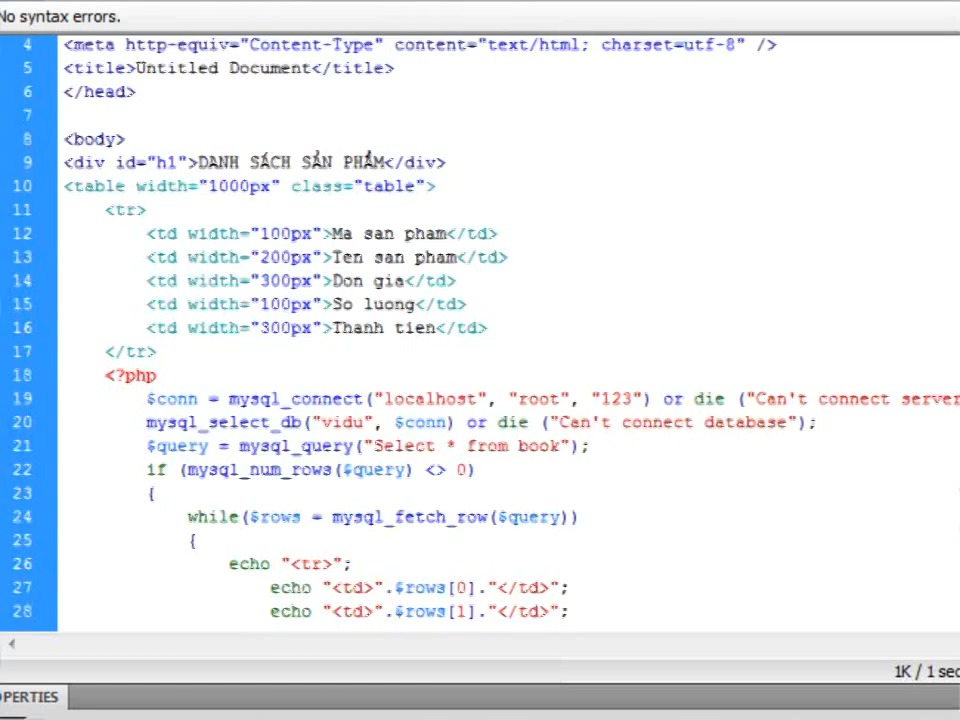 No syntax errors.
4 <meta http-equiv="Content-Type" content="text/html; charset=utf-8" />
5 <title>Untitled Document</title>
6 </head>
7
8 <body>
9 <div id="h1">DANH SÁCH SẢN PHẨM</div>
10 <table width="1000px" class="table">
11 <tr>
12 <td width="100px">Ma san pham</td>
13 <td width="200px">Ten san pham</td>
14 <td width="300px">Don gia</td>
15 <td width="100px">So luong</td>
16 <td width="300px">Thanh tien</td>
17 </tr>
18 <?php
19 $conn = mysql_connect("localhost", "root", "123") or die ("Can't connect server
20 mysql_select_db("vidu", $conn) or die ("Can't connect database");
21 $query = mysql_query("Select * from book");
22 if (mysql_num_rows($query) <> 0)
23 {
24 while($rows = mysql_fetch_row($query))
25 {
26 echo "<tr>";
27 echo "<td>".$rows[0]."</td>";
28 echo "<td>".$rows[1]."</td>";
1K / 1 sec
OPERTIES